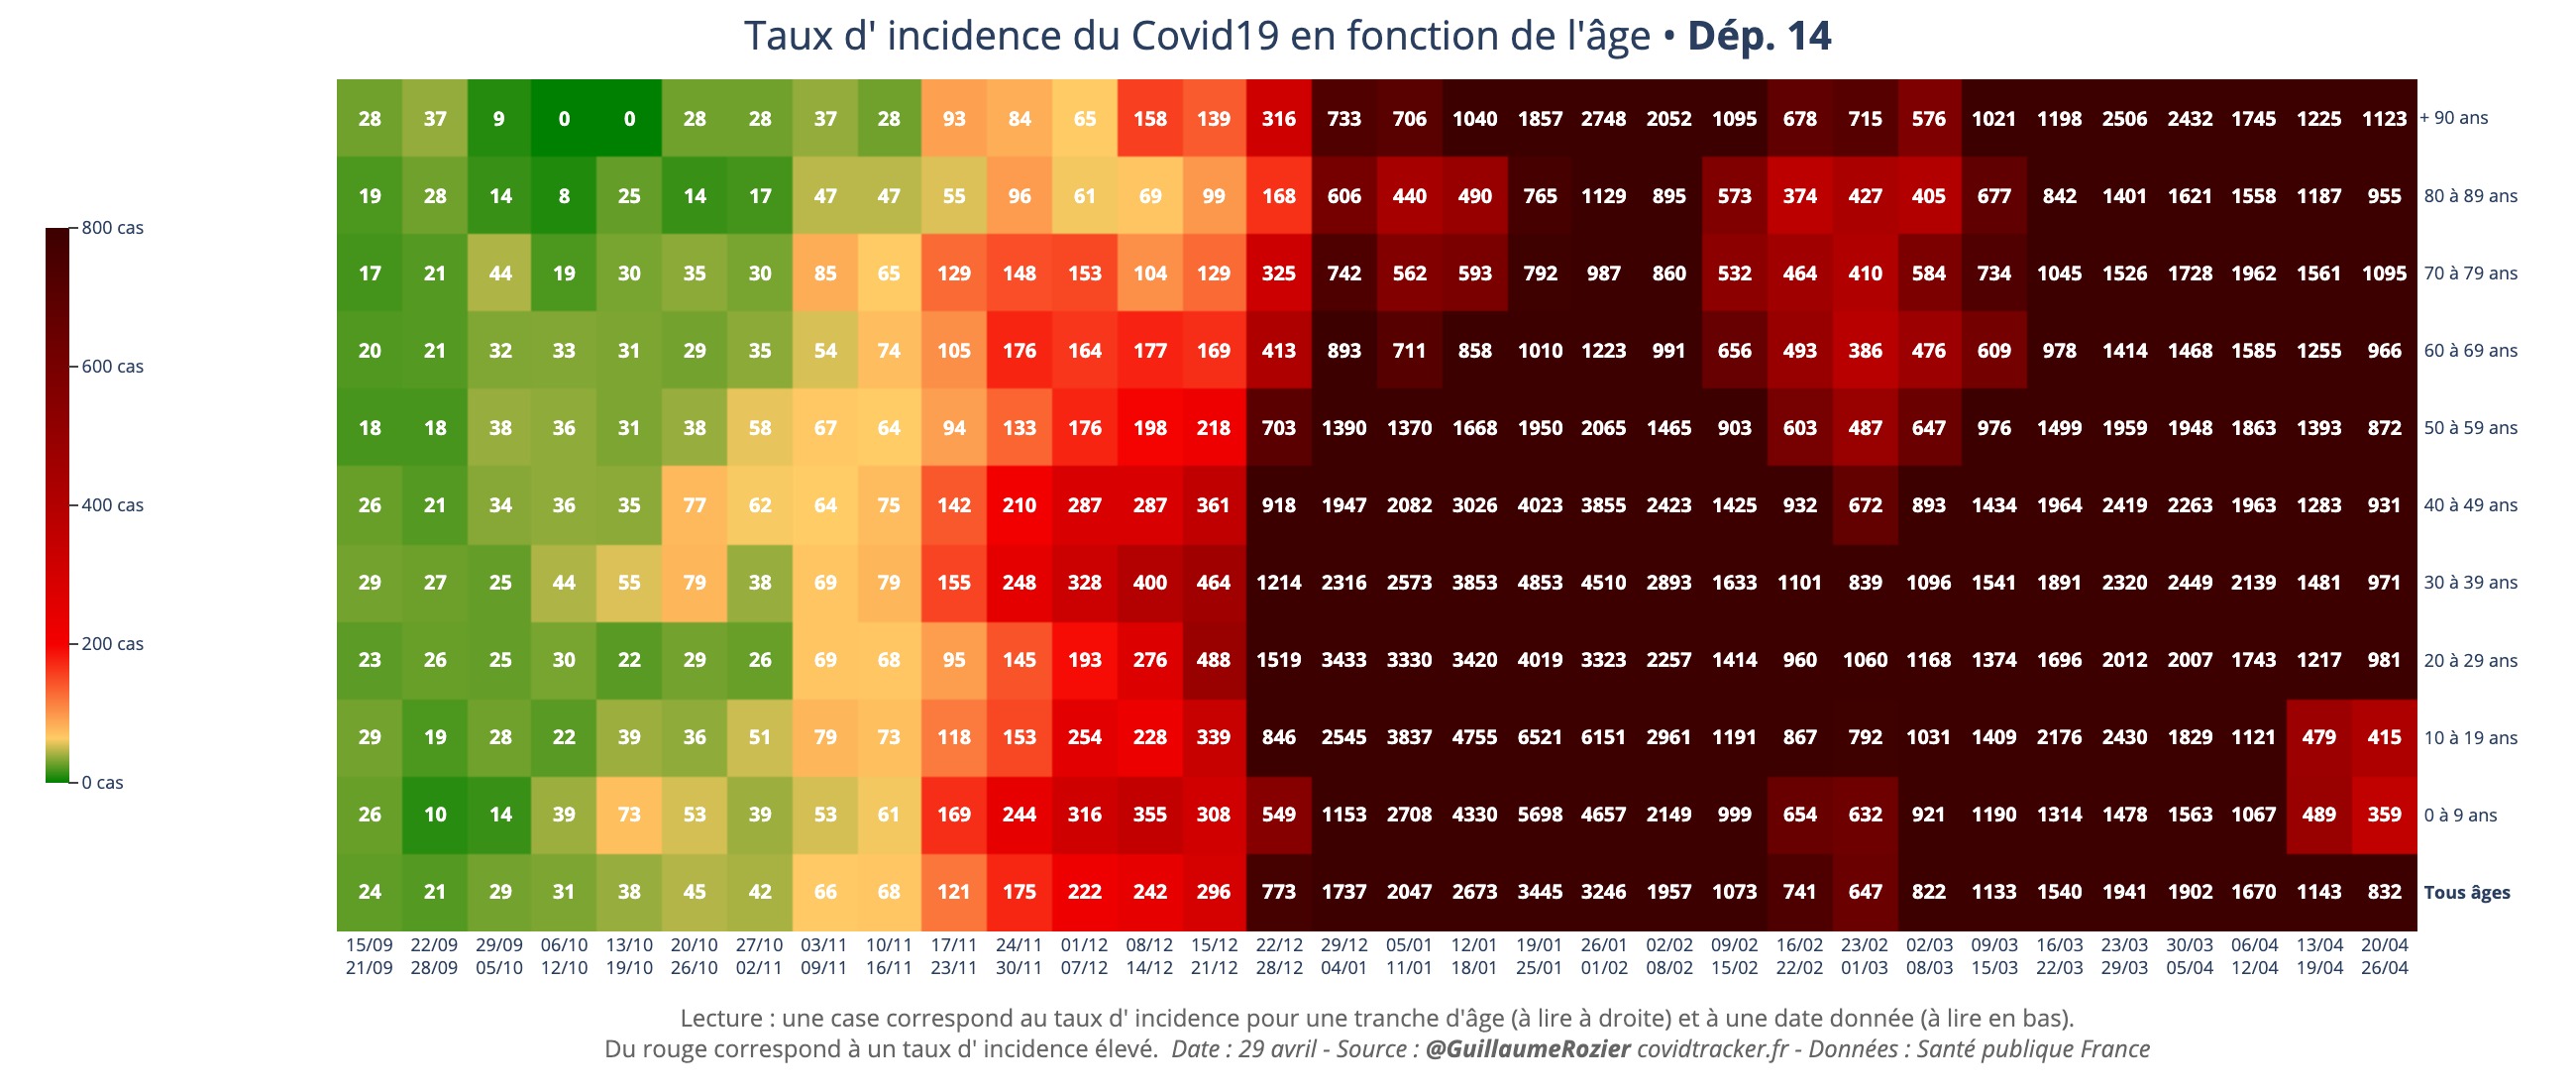 Taux d' incidence du Covid19 en fonction de l'âge • Dép. 14
800 cas
600 cas
400 cas
200 cas
0 cas
28 37 9 0 0 28 28 37 28 93 84 65 158 139 316 733 706 1040 1857 2748 2052 1095 678 715 576 1021 1198 2506 2432 1745 1225 1123 + 90 ans
19 28 14 8 25 14 17 47 47 55 96 61 69 99 168 606 440 490 765 1129 895 573 374 427 405 677 842 1401 1621 1558 1187 955 80 à 89 ans
17 21 44 19 30 35 30 85 65 129 148 153 104 129 325 742 562 593 792 987 860 532 464 410 584 734 1045 1526 1728 1962 1561 1095 70 à 79 ans
20 21 32 33 31 29 35 54 74 105 176 164 177 169 413 893 711 858 1010 1223 991 656 493 386 476 609 978 1414 1468 1585 1255 966 60 à 69 ans
18 18 38 36 31 38 58 67 64 94 133 176 198 218 703 1390 1370 1668 1950 2065 1465 903 603 487 647 976 1499 1959 1948 1863 1393 872 50 à 59 ans
26 21 34 36 35 77 62 64 75 142 210 287 287 361 918 1947 2082 3026 4023 3855 2423 1425 932 672 893 1434 1964 2419 2263 1963 1283 931 40 à 49 ans
29 27 25 44 55 79 38 69 79 155 248 328 400 464 1214 2316 2573 3853 4853 4510 2893 1633 1101 839 1096 1541 1891 2320 2449 2139 1481 971 30 à 39 ans
23 26 25 30 22 29 26 69 68 95 145 193 276 488 1519 3433 3330 3420 4019 3323 2257 1414 960 1060 1168 1374 1696 2012 2007 1743 1217 981 20 à 29 ans
29 19 28 22 39 36 51 79 73 118 153 254 228 339 846 2545 3837 4755 6521 6151 2961 1191 867 792 1031 1409 2176 2430 1829 1121 479 415 10 à 19 ans
26 10 14 39 73 53 39 53 61 169 244 316 355 308 549 1153 2708 4330 5698 4657 2149 999 654 632 921 1190 1314 1478 1563 1067 489 359 0 à 9 ans
24 21 29 31 38 45 42 66 68 121 175 222 242 296 773 1737 2047 2673 3445 3246 1957 1073 741 647 822 1133 1540 1941 1902 1670 1143 832 Tous âges
15/09 22/09 29/09 06/10 13/10 20/10 27/10 03/11 10/11 17/11 24/11 01/12 08/12 15/12 22/12 29/12 05/01 12/01 19/01 26/01 02/02 09/02 16/02 23/02 02/03 09/03 16/03 23/03 30/03 06/04 13/04 20/04
21/09 28/09 05/10 12/10 19/10 26/10 02/11 09/11 16/11 23/11 30/11 07/12 14/12 21/12 28/12 04/01 11/01 18/01 25/01 01/02 08/02 15/02 22/02 01/03 08/03 15/03 22/03 29/03 05/04 12/04 19/04 26/04
Lecture : une case correspond au taux d' incidence pour une tranche d'âge (à lire à droite) et à une date donnée (à lire en bas).
Du rouge correspond à un taux d' incidence élevé. Date : 29 avril - Source : @GuillaumeRozier covidtracker.fr - Données : Santé publique France